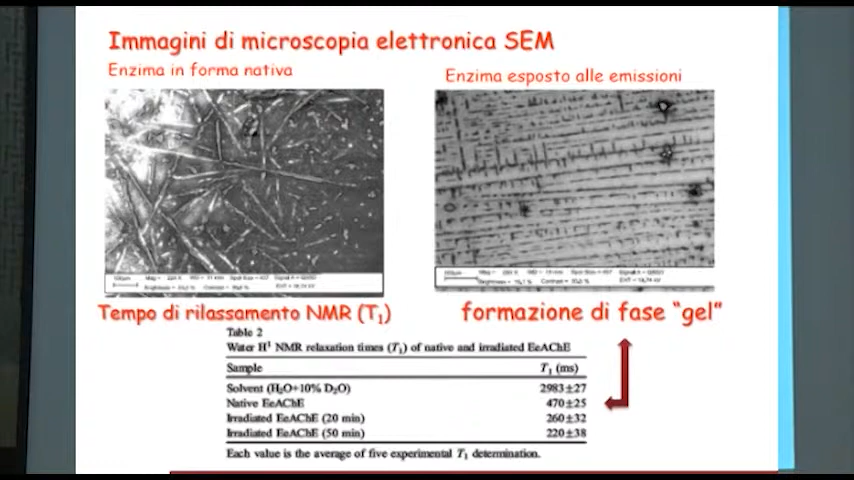 Immagini di microscopia elettronica SEM
Enzima in forma nativa
Enzima esposto alle emissioni
Tempo di rilassamento NMR (T₁)
formazione di fase “gel”
Table 2
Water H¹ NMR relaxation times (T₁) of native and irradiated EeAChE
Sample T₁ (ms)
Solvent (H₂O+10% D₂O) 2983±27
Native EeAChE 470±25
Irradiated EeAChE (20 min) 260±32
Irradiated EeAChE (50 min) 220±38
Each value is the average of five experimental T₁ determination.